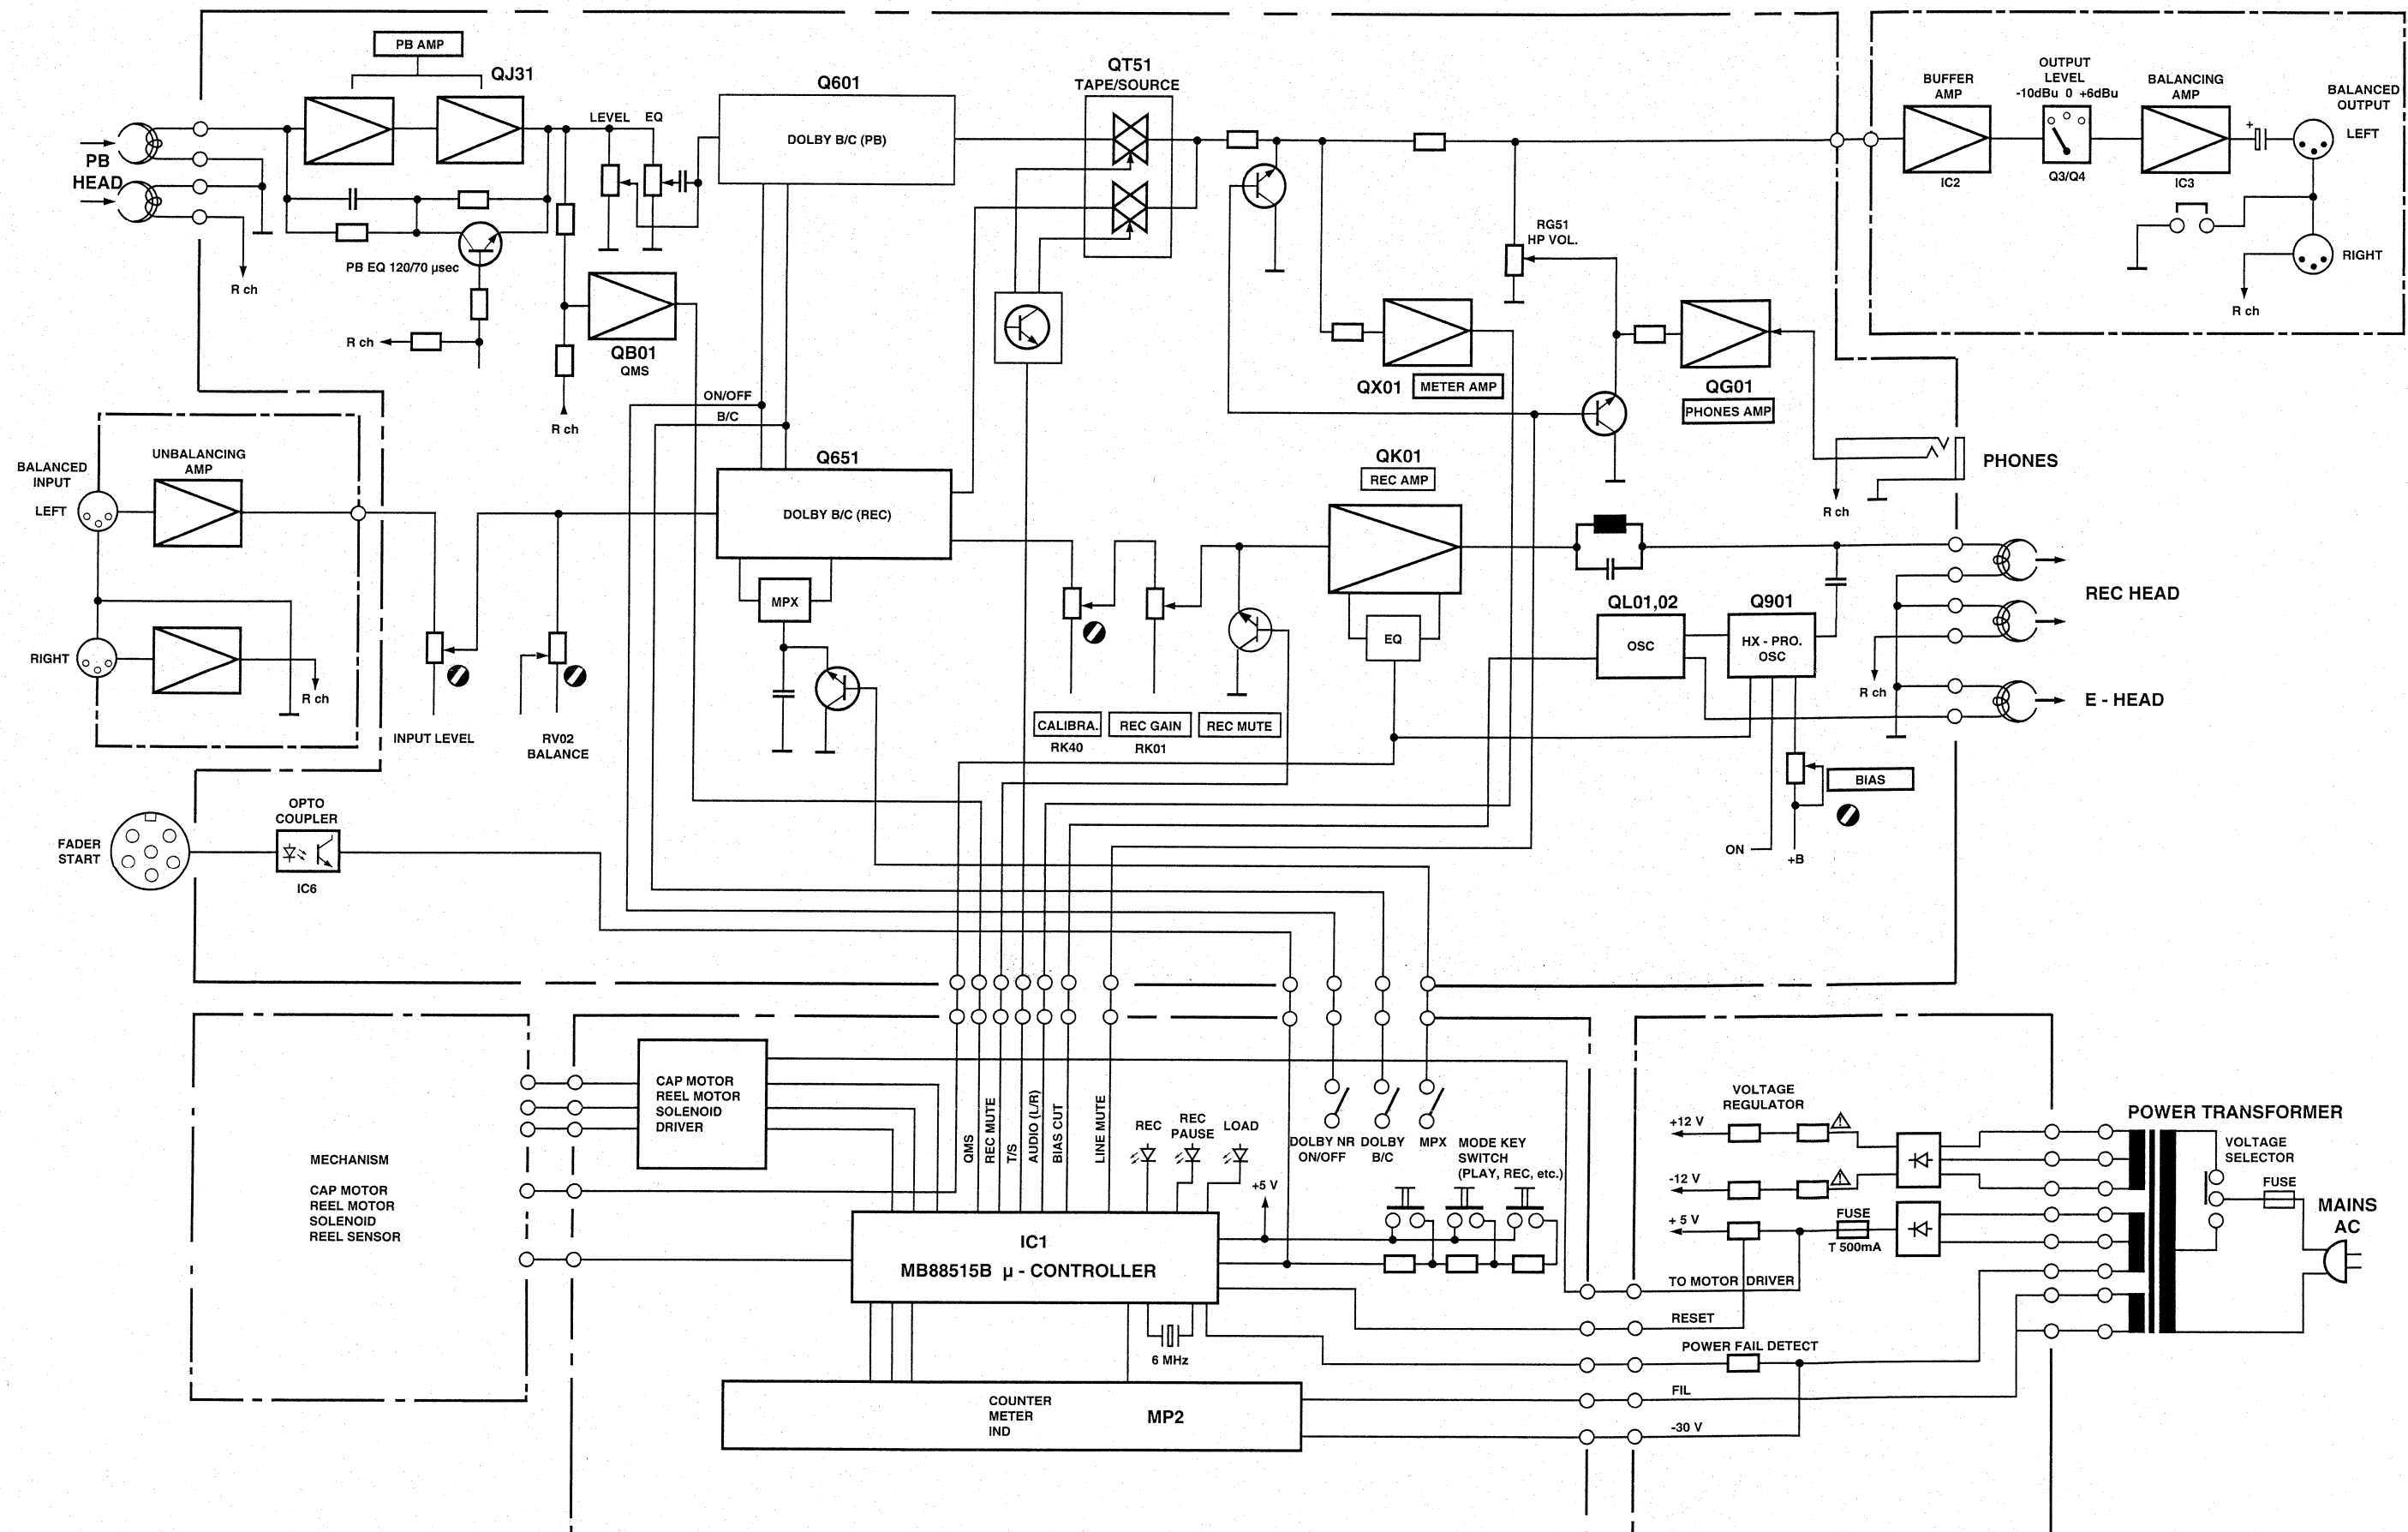 PB AMP
QJ31
PB
HEAD
R ch
PB EQ 120/70 µsec
R ch
LEVEL
EQ
QB01
QMS
R ch
Q601
DOLBY B/C (PB)
QT51
TAPE/SOURCE
RG51
HP VOL.
QX01
METER AMP
QG01
PHONES AMP
BUFFER
AMP
IC2
OUTPUT
LEVEL
-10dBu 0 +6dBu
Q3/Q4
BALANCING
AMP
IC3
+
BALANCED
OUTPUT
LEFT
RIGHT
R ch
PHONES
R ch
BALANCED
INPUT
LEFT
RIGHT
UNBALANCING
AMP
R ch
INPUT LEVEL
RV02
BALANCE
ON/OFF
B/C
Q651
DOLBY B/C (REC)
MPX
CALIBRA.
RK40
REC GAIN
RK01
REC MUTE
QK01
REC AMP
EQ
QL01,02
OSC
Q901
HX - PRO.
OSC
REC HEAD
R ch
E - HEAD
BIAS
ON
+B
FADER
START
OPTO
COUPLER
IC6
MECHANISM
CAP MOTOR
REEL MOTOR
SOLENOID
REEL SENSOR
CAP MOTOR
REEL MOTOR
SOLENOID
DRIVER
QMS
REC MUTE
T/S
AUDIO (L/R)
BIAS CUT
LINE MUTE
REC
REC
PAUSE
LOAD
DOLBY NR
ON/OFF
DOLBY
B/C
MPX
MODE KEY
SWITCH
(PLAY, REC, etc.)
+5 V
IC1
MB88515B µ - CONTROLLER
6 MHz
COUNTER
METER
IND
MP2
VOLTAGE
REGULATOR
+12 V
-12 V
+ 5 V
FUSE
T 500mA
TO MOTOR DRIVER
RESET
POWER FAIL DETECT
FIL
-30 V
POWER TRANSFORMER
VOLTAGE
SELECTOR
FUSE
MAINS
AC